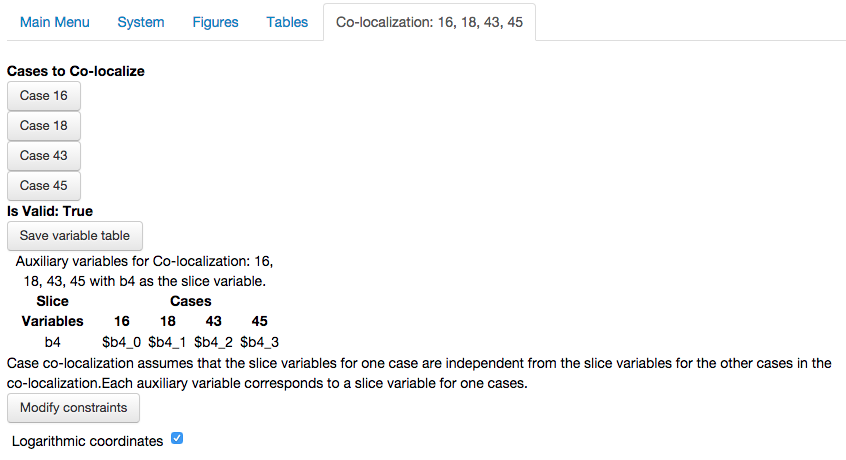 Main Menu System Figures Tables Co-localization: 16, 18, 43, 45
Cases to Co-localize
Case 16
Case 18
Case 43
Case 45
Is Valid: True
Save variable table
Auxiliary variables for Co-localization: 16,
18, 43, 45 with b4 as the slice variable.
Slice Cases
Variables 16 18 43 45
b4 $b4_0 $b4_1 $b4_2 $b4_3
Case co-localization assumes that the slice variables for one case are independent from the slice variables for the other cases in the
co-localization.Each auxiliary variable corresponds to a slice variable for one cases.
Modify constraints
Logarithmic coordinates